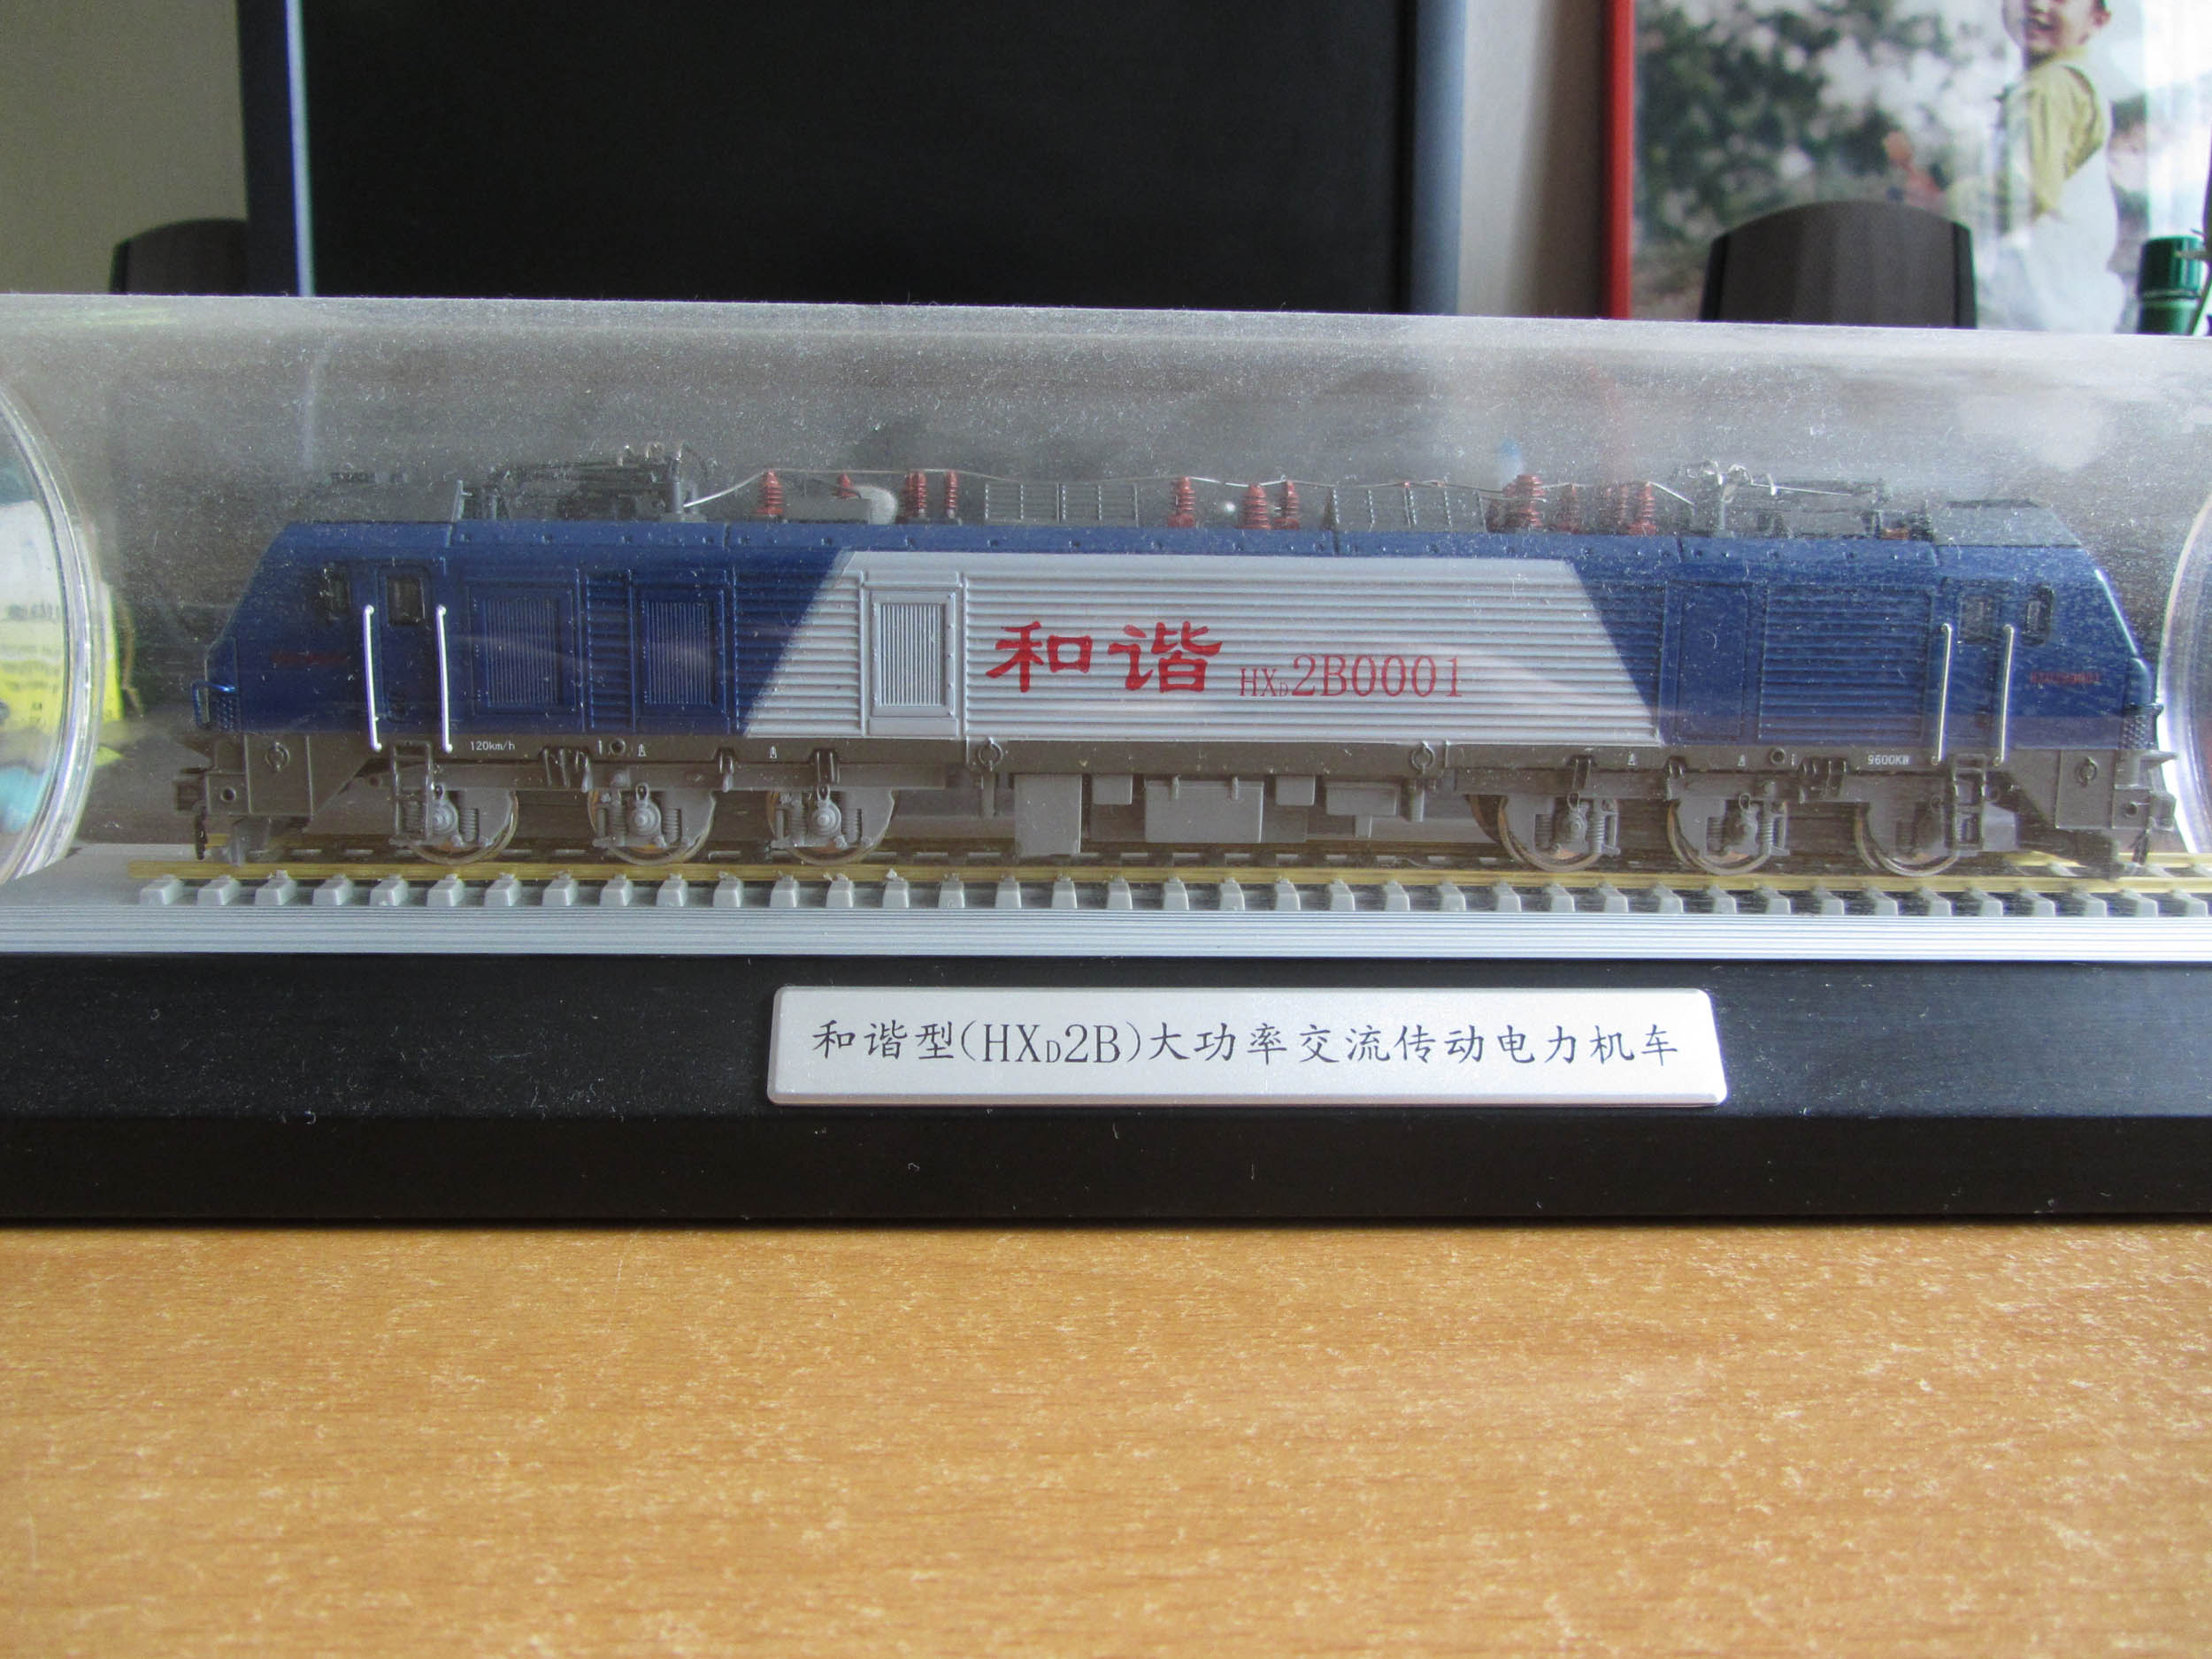 和谐 HXD2B0001
120km/h
9600KW
和谐型(HXD2B)大功率交流传动电力机车